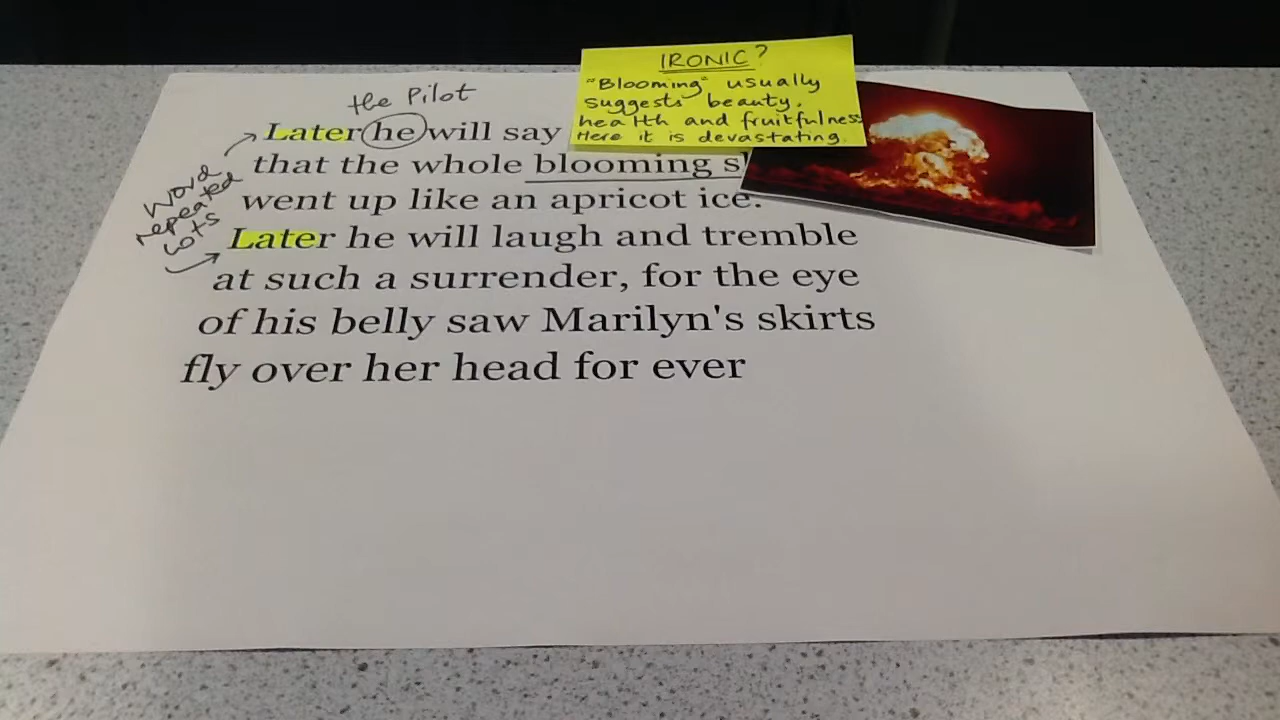 the Pilot
IRONIC?
"Blooming" usually
suggests beauty,
health and fruitfulness
Here it is devastating.
Later he will say
that the whole blooming s
went up like an apricot ice.
Word
repeated
lots
Later he will laugh and tremble
at such a surrender, for the eye
of his belly saw Marilyn's skirts
fly over her head for ever